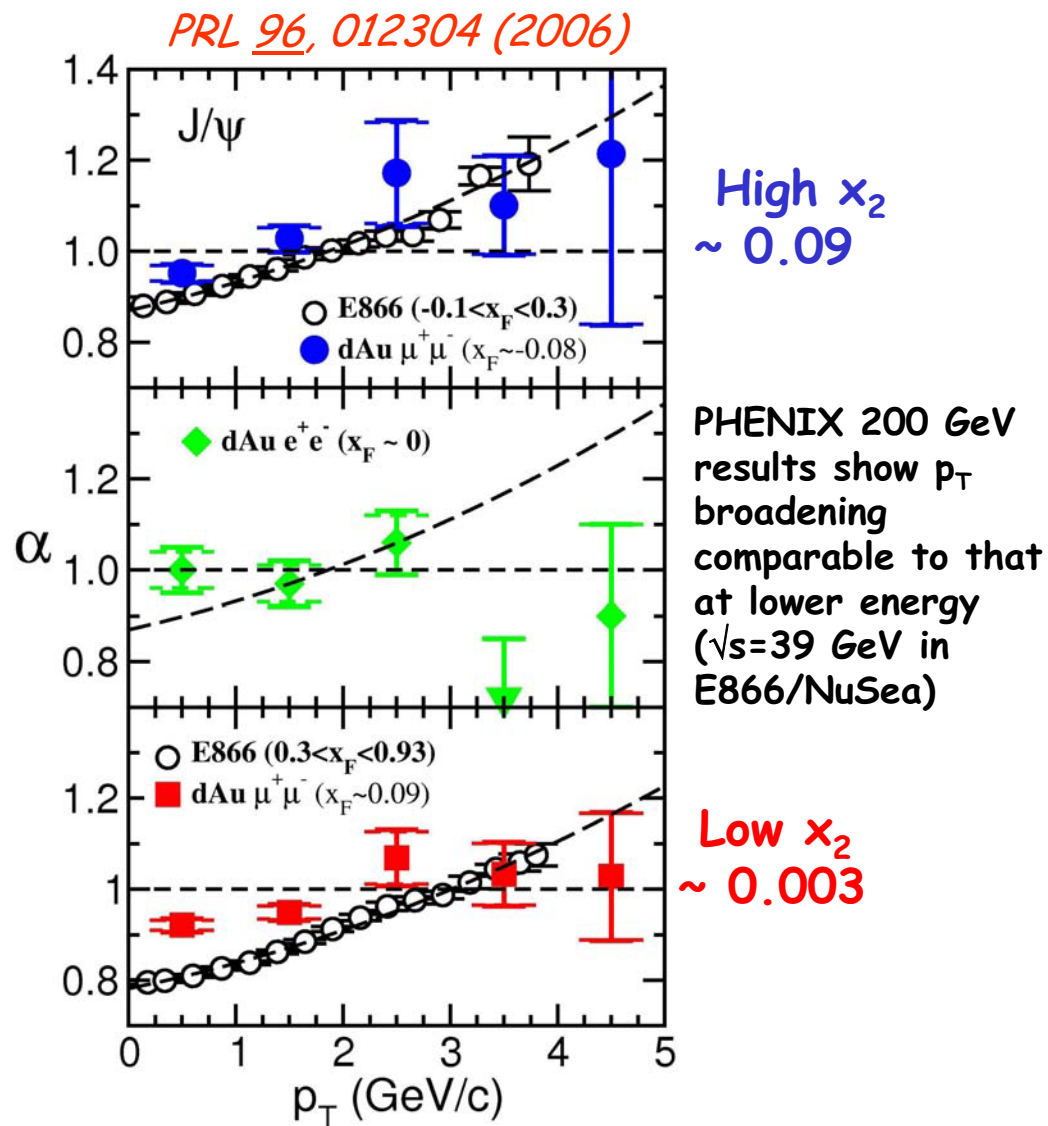 PRL 96, 012304 (2006)
1.4
J/ψ
1.2
1.0
E866 (-0.1<x_F<0.3)
dAu μ⁺μ⁻ (x_F~-0.08)
0.8
High x₂
~ 0.09
dAu e⁺e⁻ (x_F ~ 0)
1.2
α
1.0
0.8
PHENIX 200 GeV
results show p_T
broadening
comparable to that
at lower energy
(√s=39 GeV in
E866/NuSea)
E866 (0.3<x_F<0.93)
dAu μ⁺μ⁻ (x_F~0.09)
1.2
1
0.8
Low x₂
~ 0.003
0 1 2 3 4 5
p_T (GeV/c)